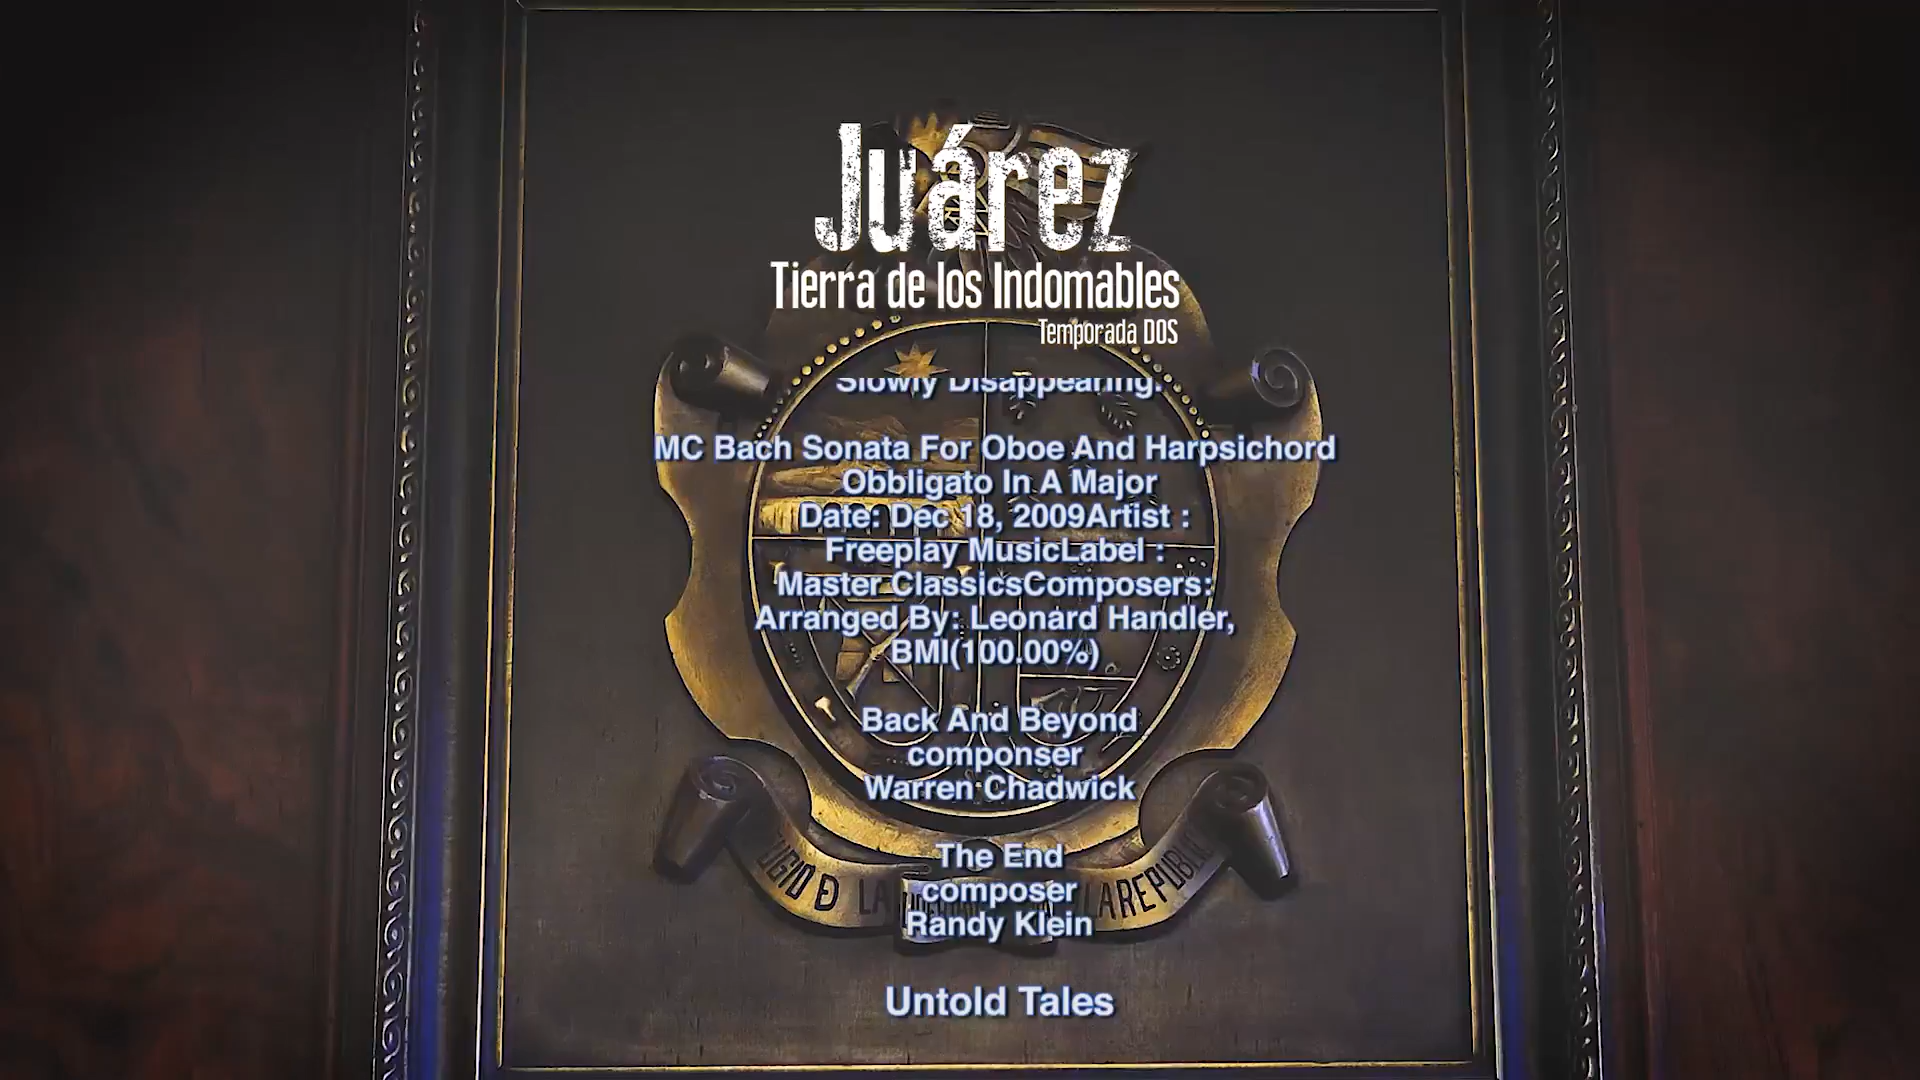 Juárez
Tierra de los Indomables
Temporada DOS
Slowly Disappearing.
MC Bach Sonata For Oboe And Harpsichord
Obbligato In A Major
Date: Dec 18, 2009Artist :
Freeplay MusicLabel :
Master ClassicsComposers:
Arranged By: Leonard Handler,
BMI(100.00%)
Back And Beyond
componser
Warren Chadwick
The End
composer
Randy Klein
Untold Tales